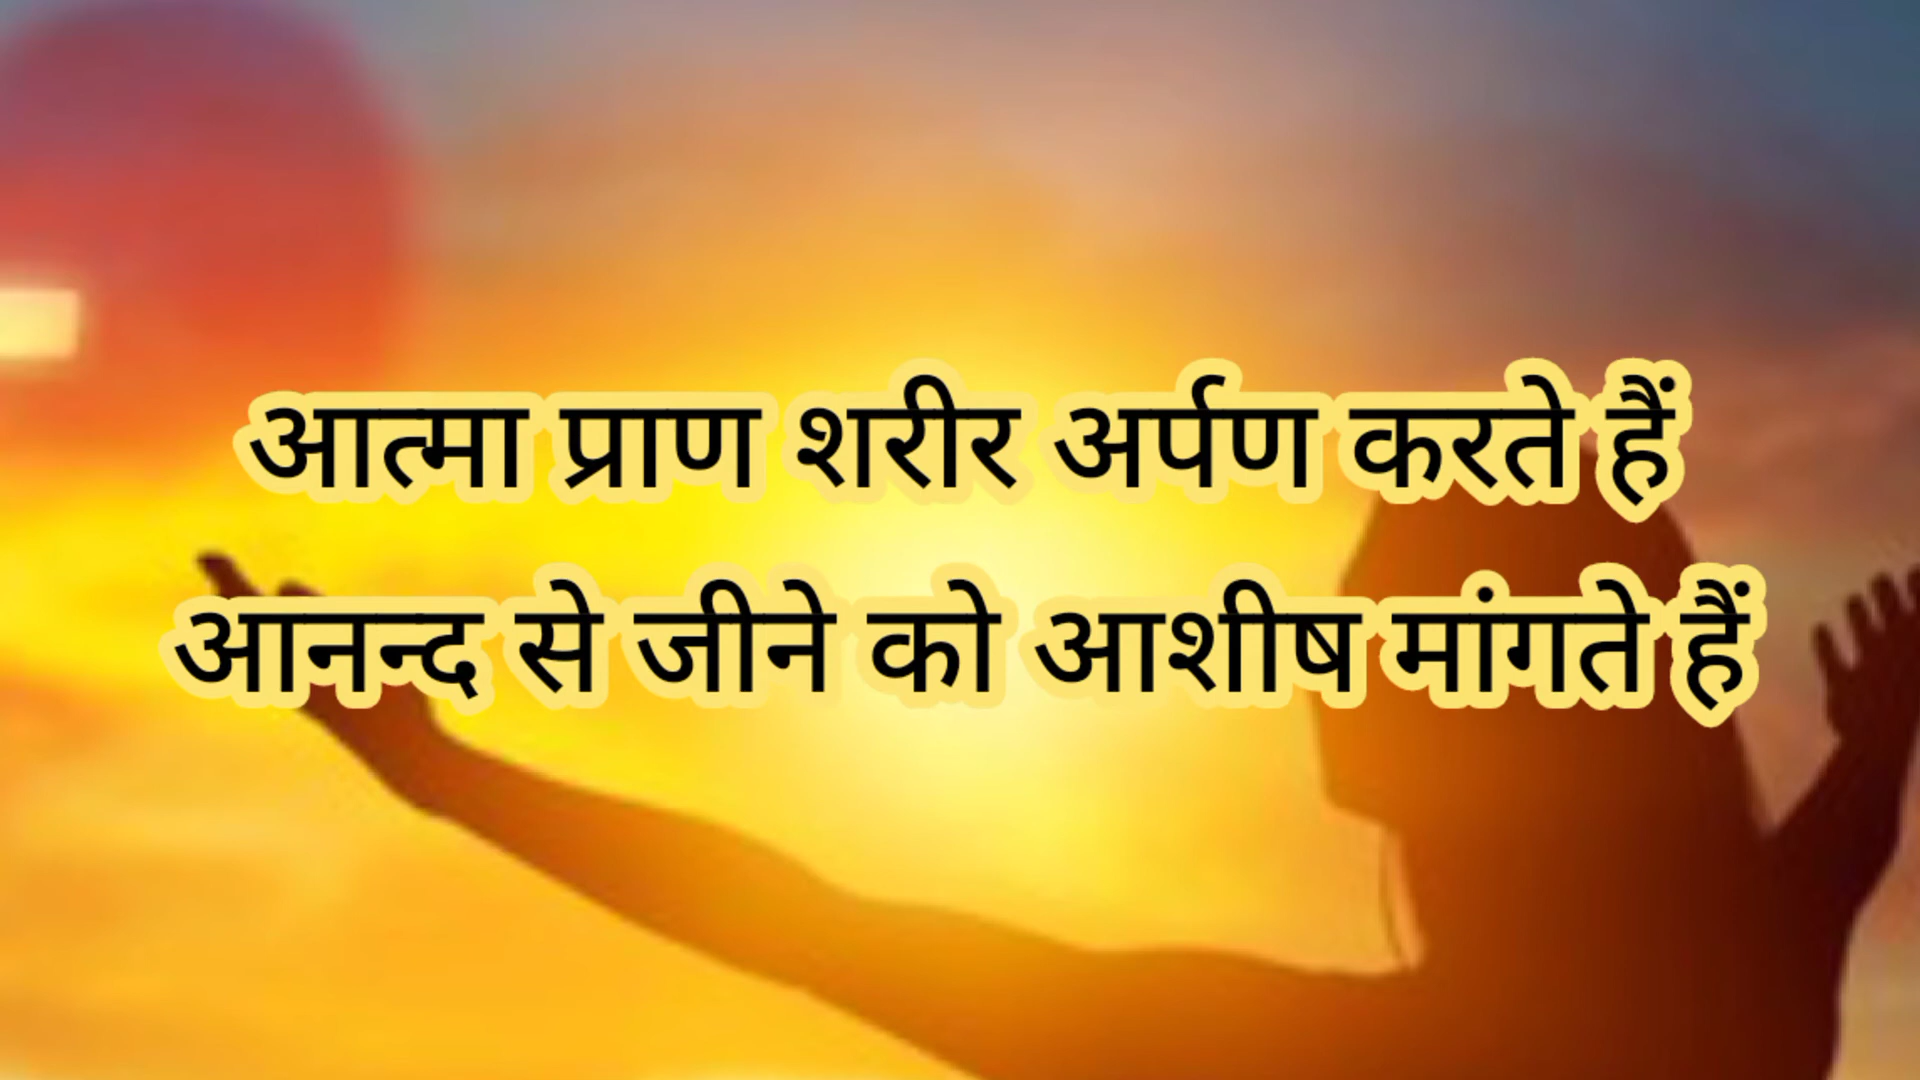 आत्मा प्राण शरीर अर्पण करते हैं
आनन्द से जीने को आशीष मांगते हैं